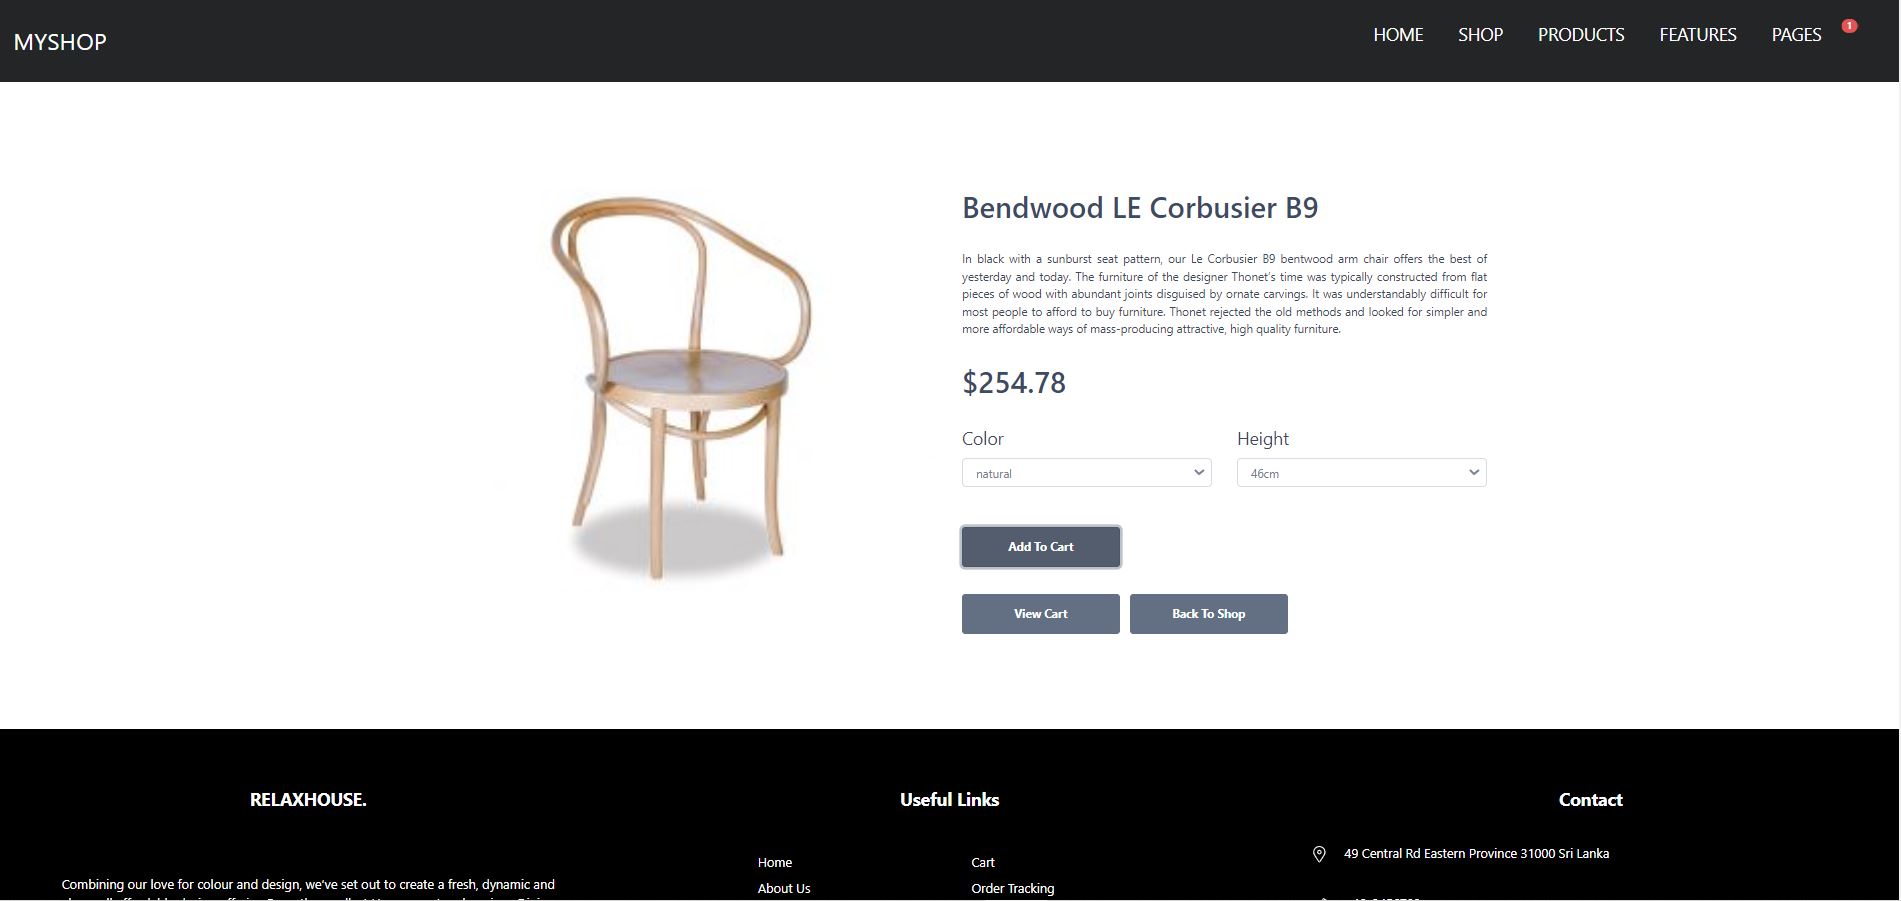 MYSHOP
HOME
SHOP
PRODUCTS
FEATURES
PAGES
1
Bendwood LE Corbusier B9
In black with a sunburst seat pattern, our Le Corbusier B9 bentwood arm chair offers the best of
yesterday and today. The furniture of the designer Thonet's time was typically constructed from flat
pieces of wood with abundant joints disguised by ornate carvings. It was understandably difficult for
most people to afford to buy furniture. Thonet rejected the old methods and looked for simpler and
more affordable ways of mass-producing attractive, high quality furniture.
$254.78
Color
Height
natural
46cm
Add To Cart
View Cart
Back To Shop
RELAXHOUSE.
Useful Links
Contact
49 Central Rd Eastern Province 31000 Sri Lanka
Home
Cart
Combining our love for colour and design, we've set out to create a fresh, dynamic and
About Us
Order Tracking